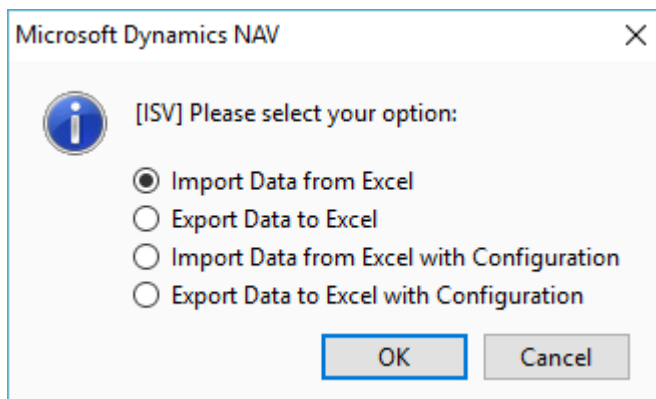 Microsoft Dynamics NAV
[ISV] Please select your option:
Import Data from Excel
Export Data to Excel
Import Data from Excel with Configuration
Export Data to Excel with Configuration
OK Cancel